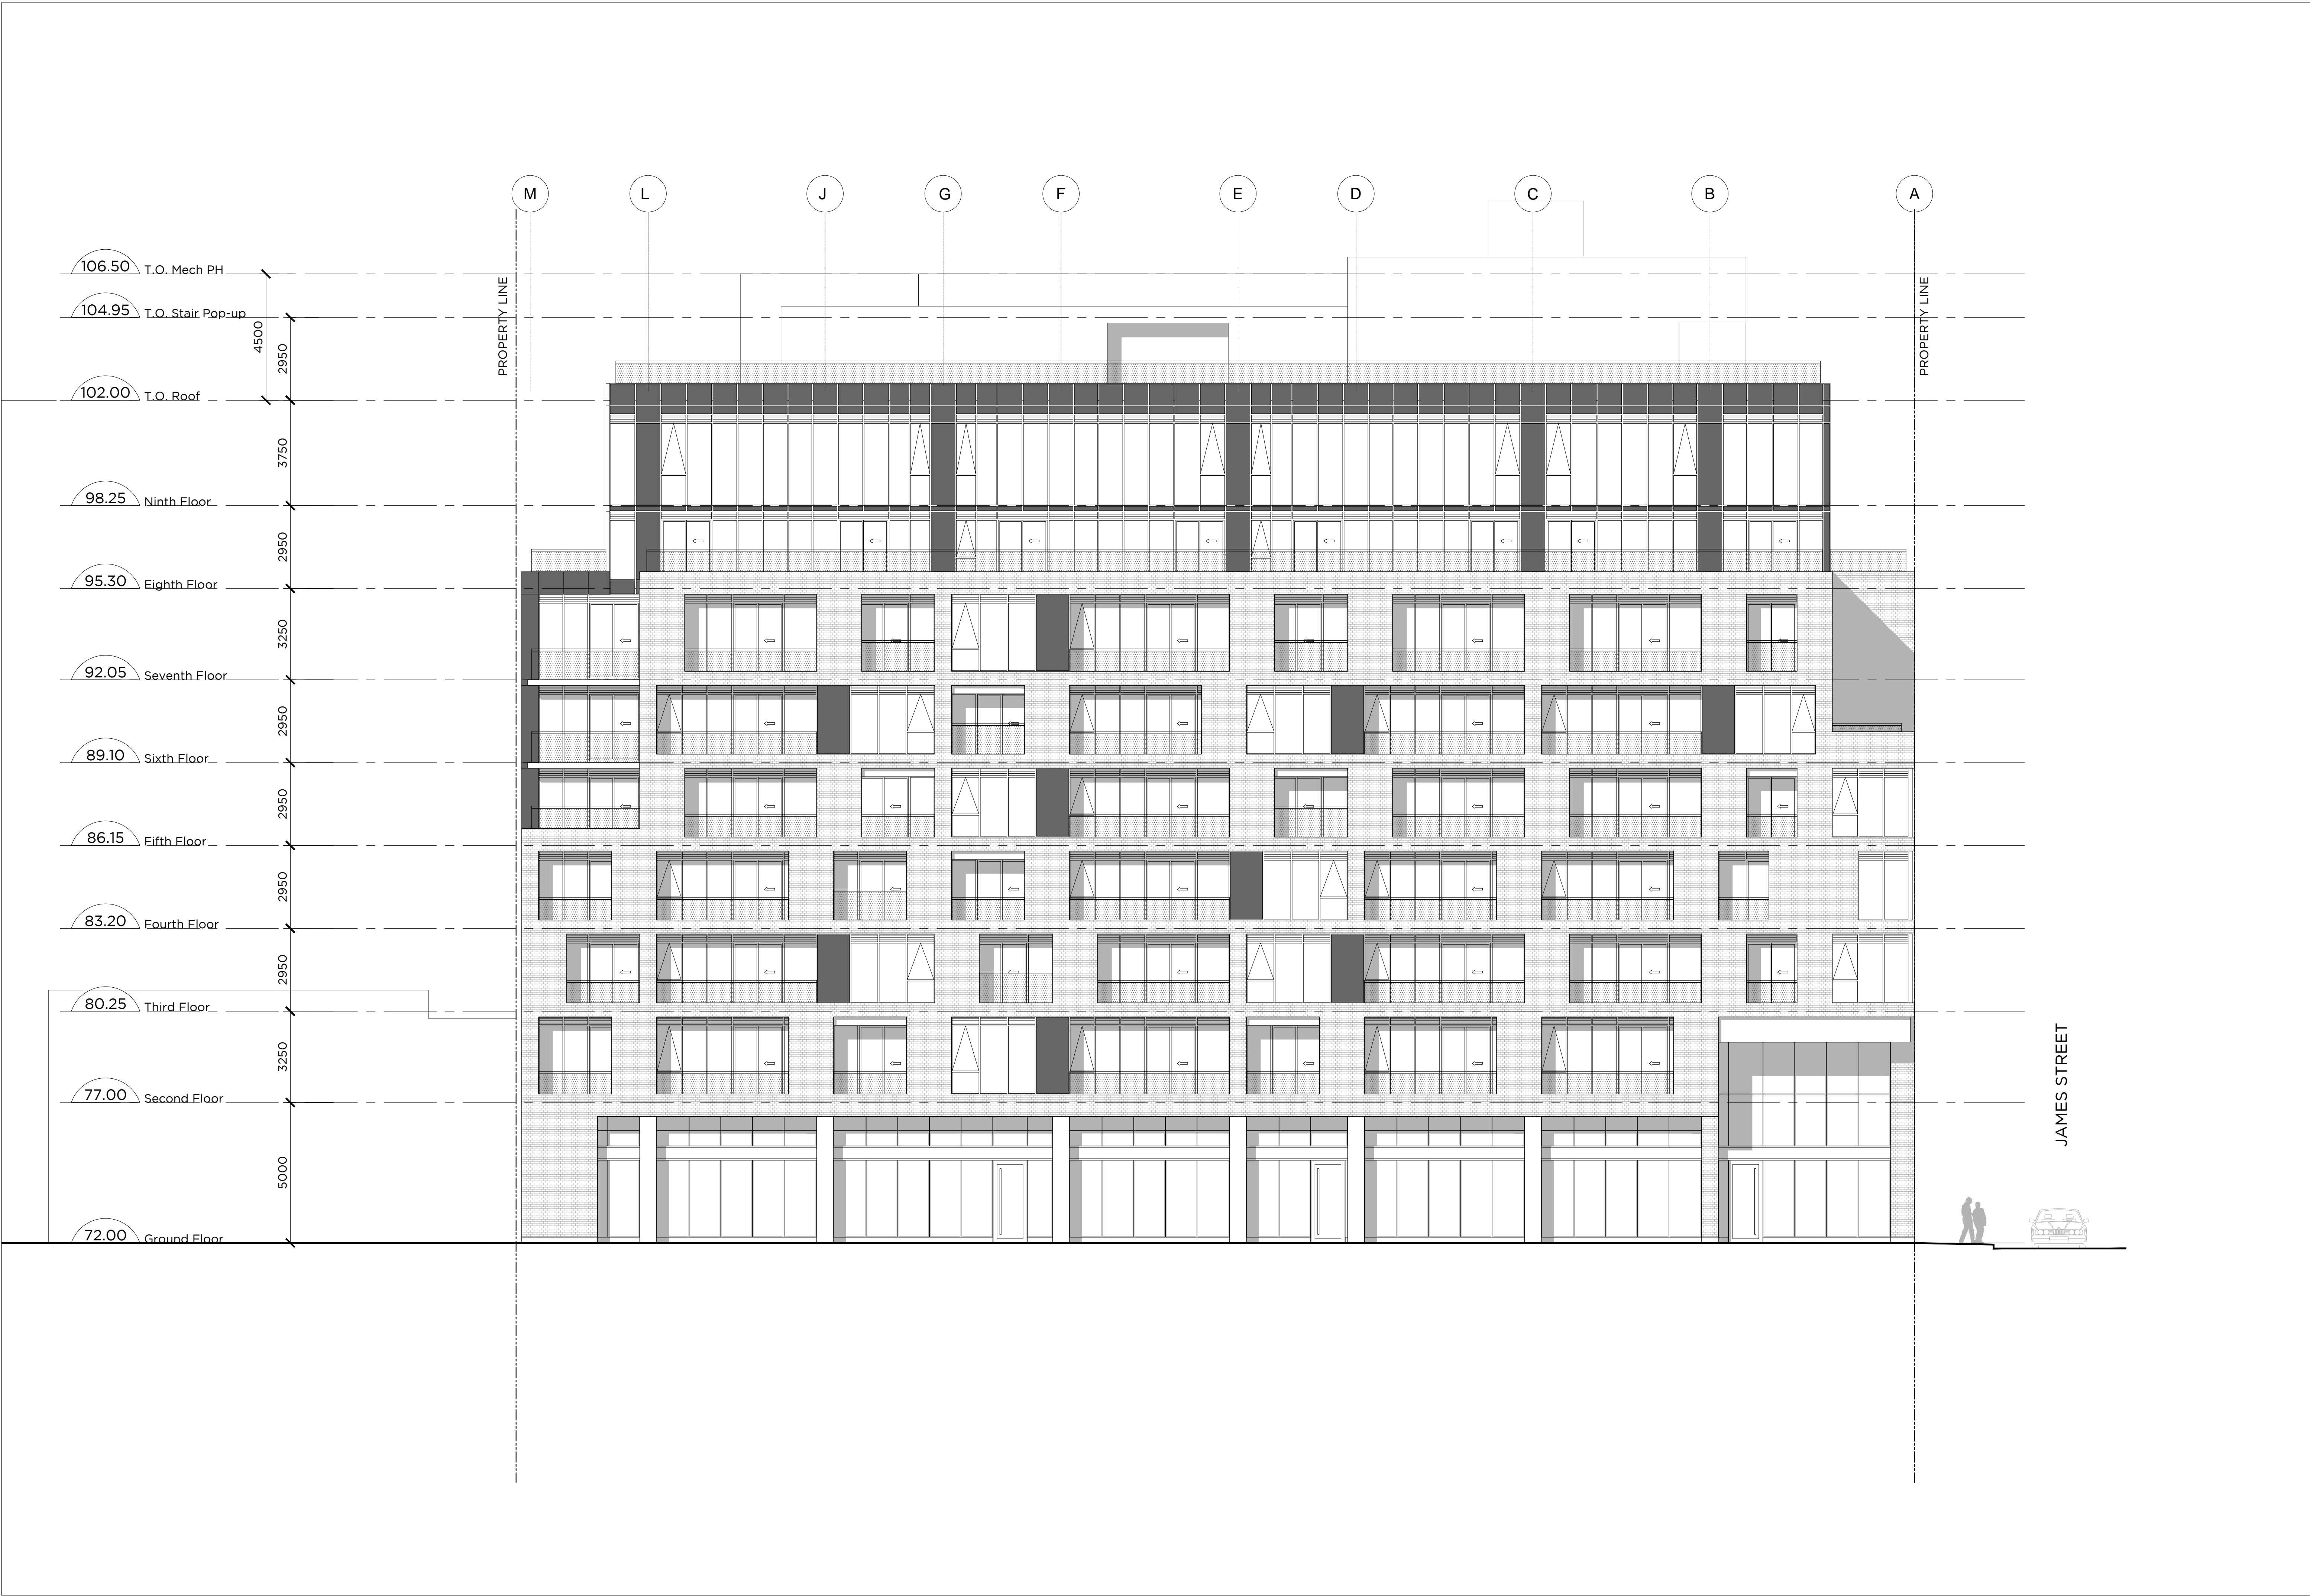 M L J G F E D C B A
106.50 T.O. Mech PH
104.95 T.O. Stair Pop-up
4500
2950
102.00 T.O. Roof
3750
98.25 Ninth Floor
2950
95.30 Eighth Floor
3250
92.05 Seventh Floor
2950
89.10 Sixth Floor
2950
86.15 Fifth Floor
2950
83.20 Fourth Floor
2950
80.25 Third Floor
3250
77.00 Second Floor
5000
72.00 Ground Floor
PROPERTY LINE
PROPERTY LINE
JAMES STREET